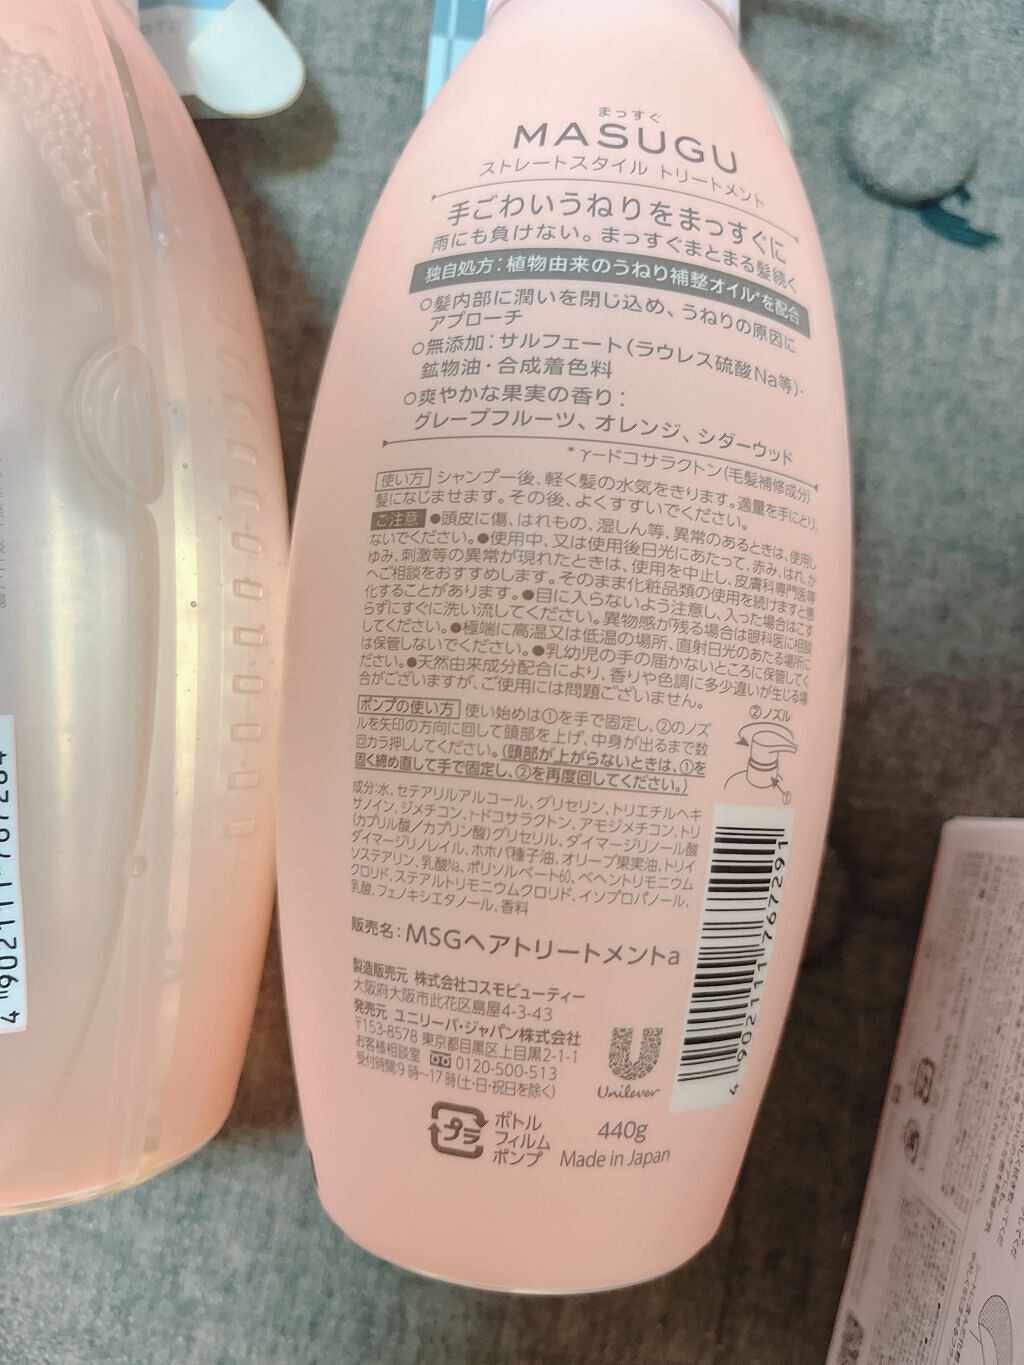 まっすぐ
MASUGU
ストレートスタイル トリートメント
手ごわいうねりをまっすぐに
雨にも負けない。まっすぐまとまる髪続く
独自処方:植物由来のうねり補整オイル*を配合
○髪内部に潤いを閉じ込め、うねりの原因に
アプローチ
○無添加:サルフェート(ラウレス硫酸Na等)・
鉱物油・合成着色料
○爽やかな果実の香り:
グレープフルーツ、オレンジ、シダーウッド
*γードコサラクトン(毛髪補修成分)
使い方 シャンプー後、軽く髪の水気をきります。適量を手にとり、
髪になじませます。その後、よくすすいでください。
ご注意 ●頭皮に傷、はれもの、湿しん等、異常のあるときは、使用し
ないでください。●使用中、又は使用後日光にあたって、赤み、はれ、か
ゆみ、刺激等の異常が現れたときは、使用を中止し、皮膚科専門医等
へご相談をおすすめします。そのまま化粧品類の使用を続けますと悪
化することがあります。●目に入らないよう注意し、入った場合はこす
らずにすぐに洗い流してください。異物感が残る場合は眼科医に相談
してください。●極端に高温又は低温の場所、直射日光のあたる場所に
は保管しないでください。●乳幼児の手の届かないところに保管してく
ださい。●天然由来成分配合により、香りや色調に多少違いが生じる場
合がございますが、ご使用には問題ございません。
ポンプの使い方 使い始めは①を手で固定し、②のノズ
ルを矢印の方向に回して頭部を上げ、中身が出るまで数
回カラ押ししてください。(頭部が上がらないときは、①を
固く締め直して手で固定し、②を再度回してください。)
②ノズル
①
成分:水、セテアリルアルコール、グリセリン、トリエチルヘキ
サノイン、ジメチコン、γ-ドコサラクトン、アモジメチコン、トリ
(カプリル酸/カプリン酸)グリセリル、ダイマージリノール酸
ダイマージリノレイル、ホホバ種子油、オリーブ果実油、トリイ
ソステアリン、乳酸Na、ポリソルベート60、ベヘントリモニウム
クロリド、ステアルトリモニウムクロリド、イソプロパノール、
乳酸、フェノキシエタノール、香料
販売名:MSGヘアトリートメントa
製造販売元 株式会社コスモビューティー
大阪府大阪市此花区島屋4-3-43
発売元 ユニリーバ・ジャパン株式会社
〒153-8578 東京都目黒区上目黒2-1-1
お客様相談室 0120-500-513
受付時間:9時～17時(土・日・祝日を除く)
Unilever
プラ
ボトル
フィルム
ポンプ
440g
Made in Japan
4 902111 767291
4 902111 767284